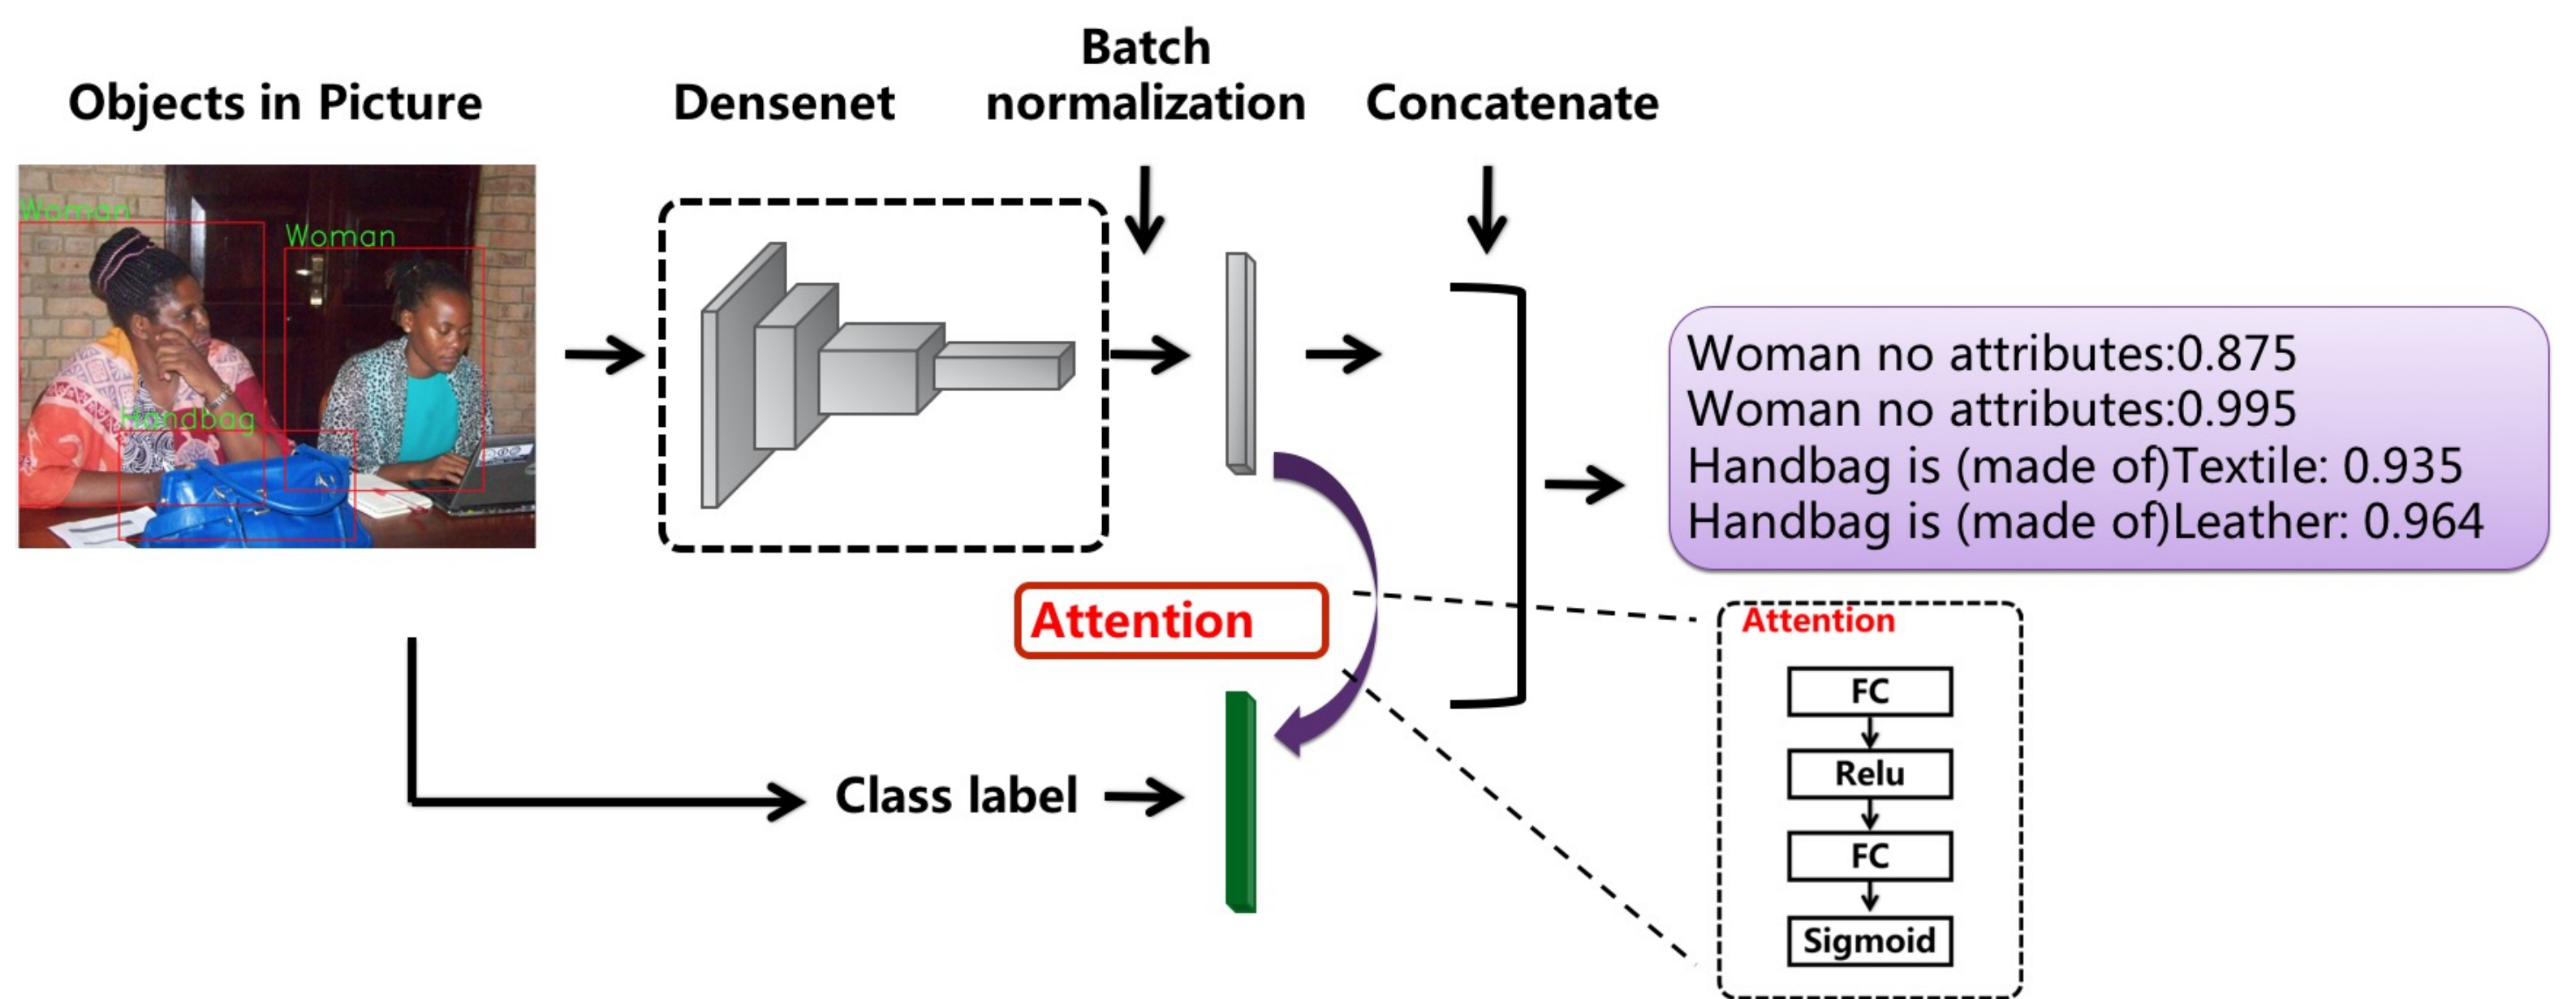 Objects in Picture
Densenet
Batch
normalization
Concatenate
Woman
Woman
Handbag
Woman no attributes:0.875
Woman no attributes:0.995
Handbag is (made of)Textile: 0.935
Handbag is (made of)Leather: 0.964
Attention
Class label
Attention
FC
Relu
FC
Sigmoid